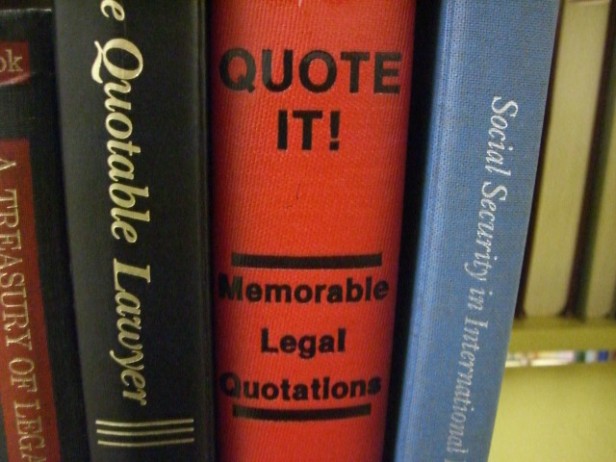 ok
A TREASURY OF LEGA
e Quotable Lawyer
QUOTE
IT!
Memorable
Legal
Quotations
Social Security in International